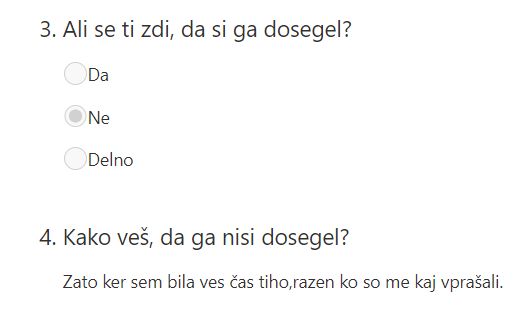 3. Ali se ti zdi, da si ga dosegel?
Da
Ne
Delno
4. Kako veš, da ga nisi dosegel?
Zato ker sem bila ves čas tiho,razen ko so me kaj vprašali.